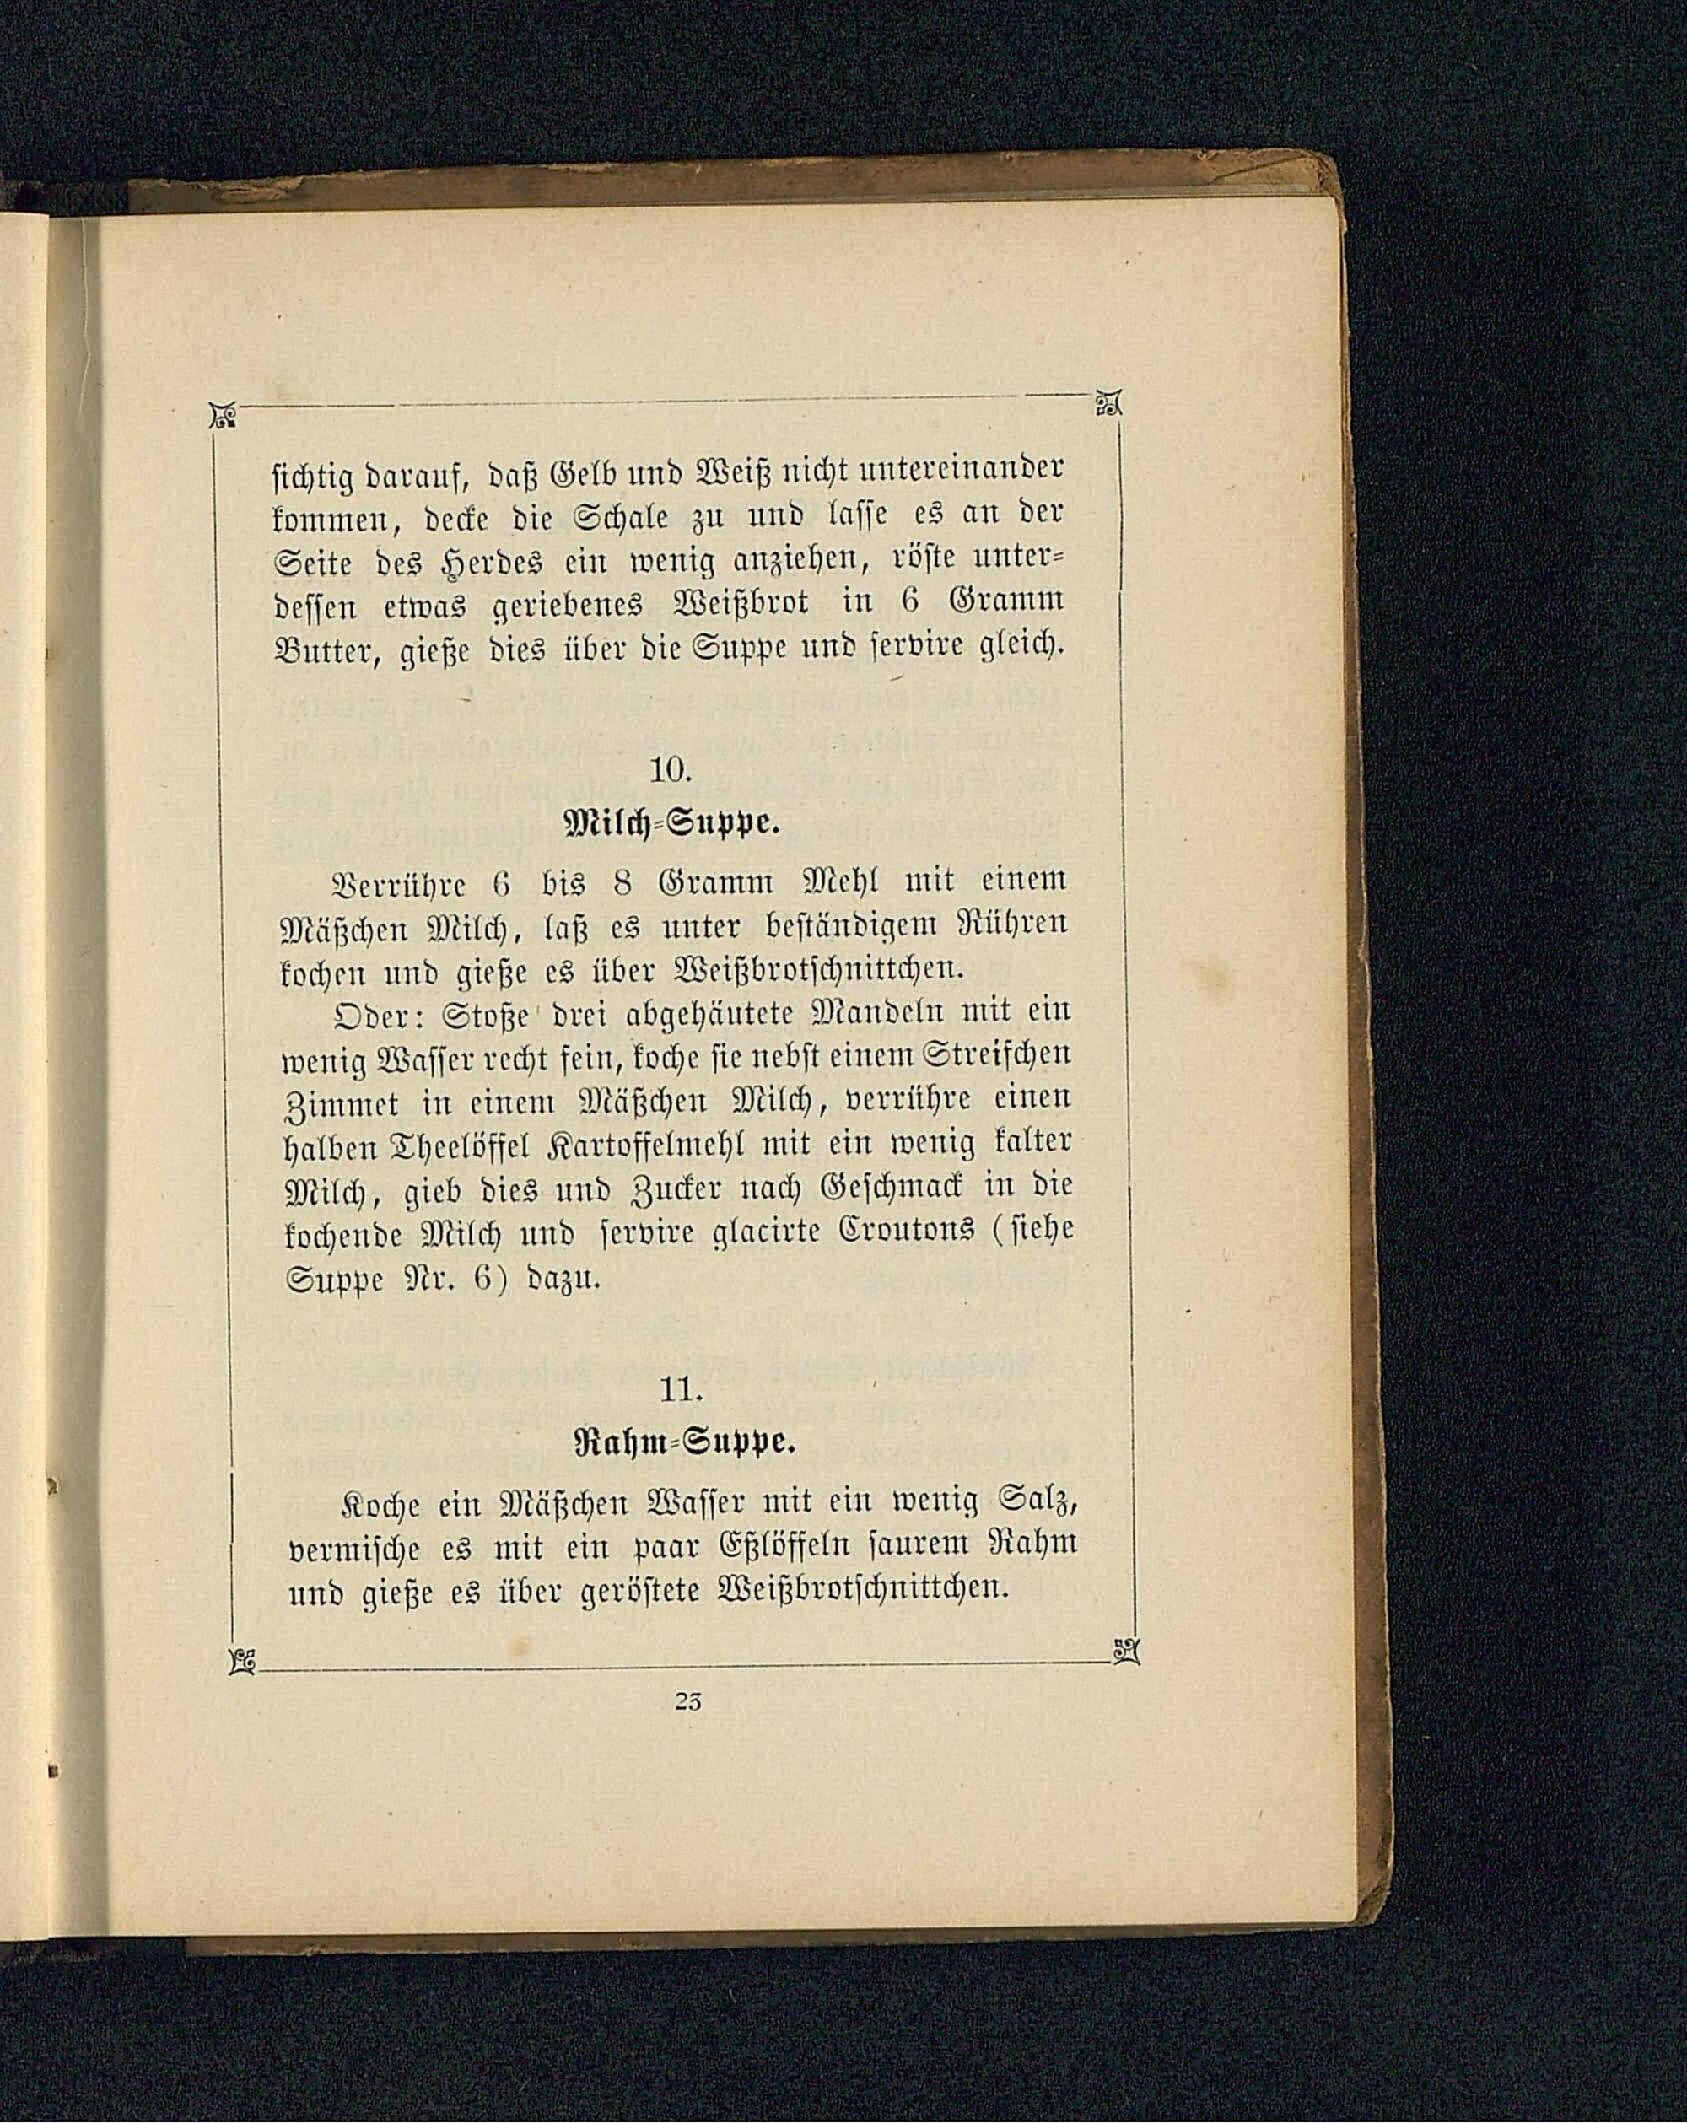 sichtig darauf, daß Gelb und Weiß nicht untereinander
kommen, decke die Schale zu und lasse es an der
Seite des Herdes ein wenig anziehen, röste unter-
dessen etwas geriebenes Weißbrot in 6 Gramm
Butter, gieße dies über die Suppe und servire gleich.
10.
Milch-Suppe.
Verrühre 6 bis 8 Gramm Mehl mit einem
Mäßchen Milch, laß es unter beständigem Rühren
kochen und gieße es über Weißbrotschnittchen.
Oder: Stoße drei abgehäutete Mandeln mit ein
wenig Wasser recht fein, koche sie nebst einem Streifchen
Zimmet in einem Mäßchen Milch, verrühre einen
halben Theelöffel Kartoffelmehl mit ein wenig kalter
Milch, gieb dies und Zucker nach Geschmack in die
kochende Milch und servire glacirte Croutons (siehe
Suppe Nr. 6) dazu.
11.
Rahm-Suppe.
Koche ein Mäßchen Wasser mit ein wenig Salz,
vermische es mit ein paar Eßlöffeln saurem Rahm
und gieße es über geröstete Weißbrotschnittchen.
23